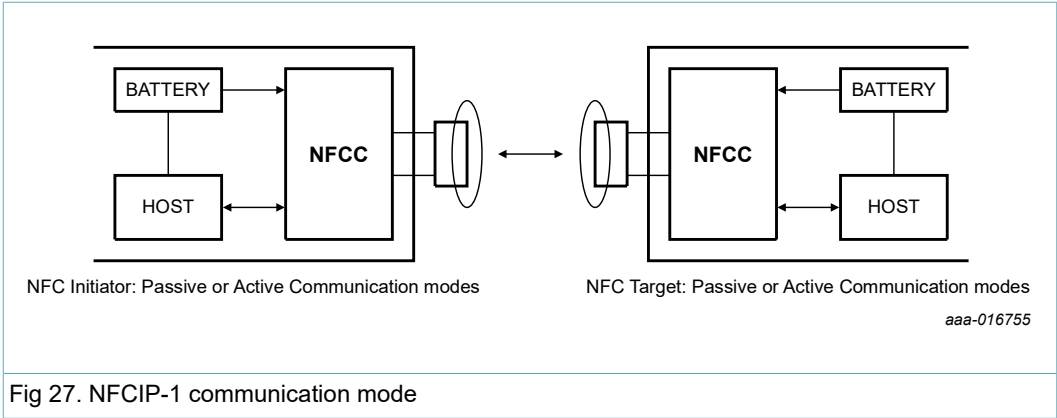 BATTERY
NFCC
HOST
BATTERY
NFCC
HOST
NFC Initiator: Passive or Active Communication modes
NFC Target: Passive or Active Communication modes
aaa-016755
Fig 27. NFCIP-1 communication mode